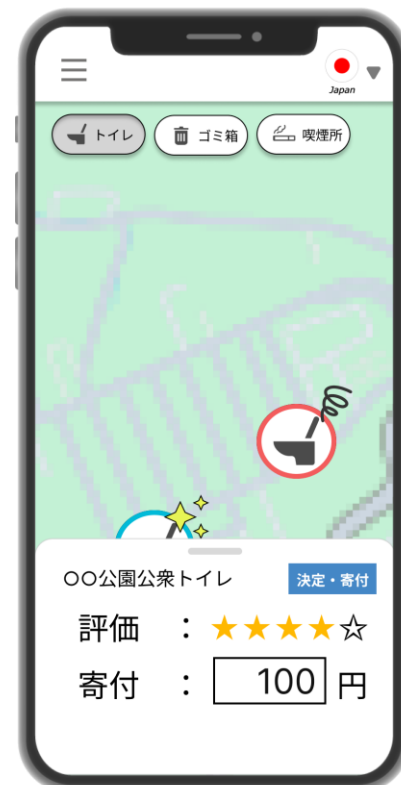 Japan
トイレ
ゴミ箱
喫煙所
○○公園公衆トイレ
決定・寄付
評価 : ★★★★☆
寄付 : 100 円